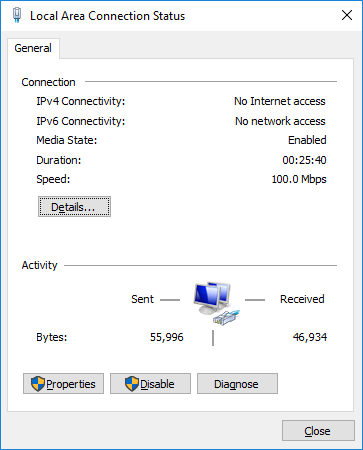 Local Area Connection Status
General
Connection
IPv4 Connectivity: No Internet access
IPv6 Connectivity: No network access
Media State: Enabled
Duration: 00:25:40
Speed: 100.0 Mbps
Details...
Activity
Sent Received
Bytes: 55,996 46,934
Properties Disable Diagnose
Close